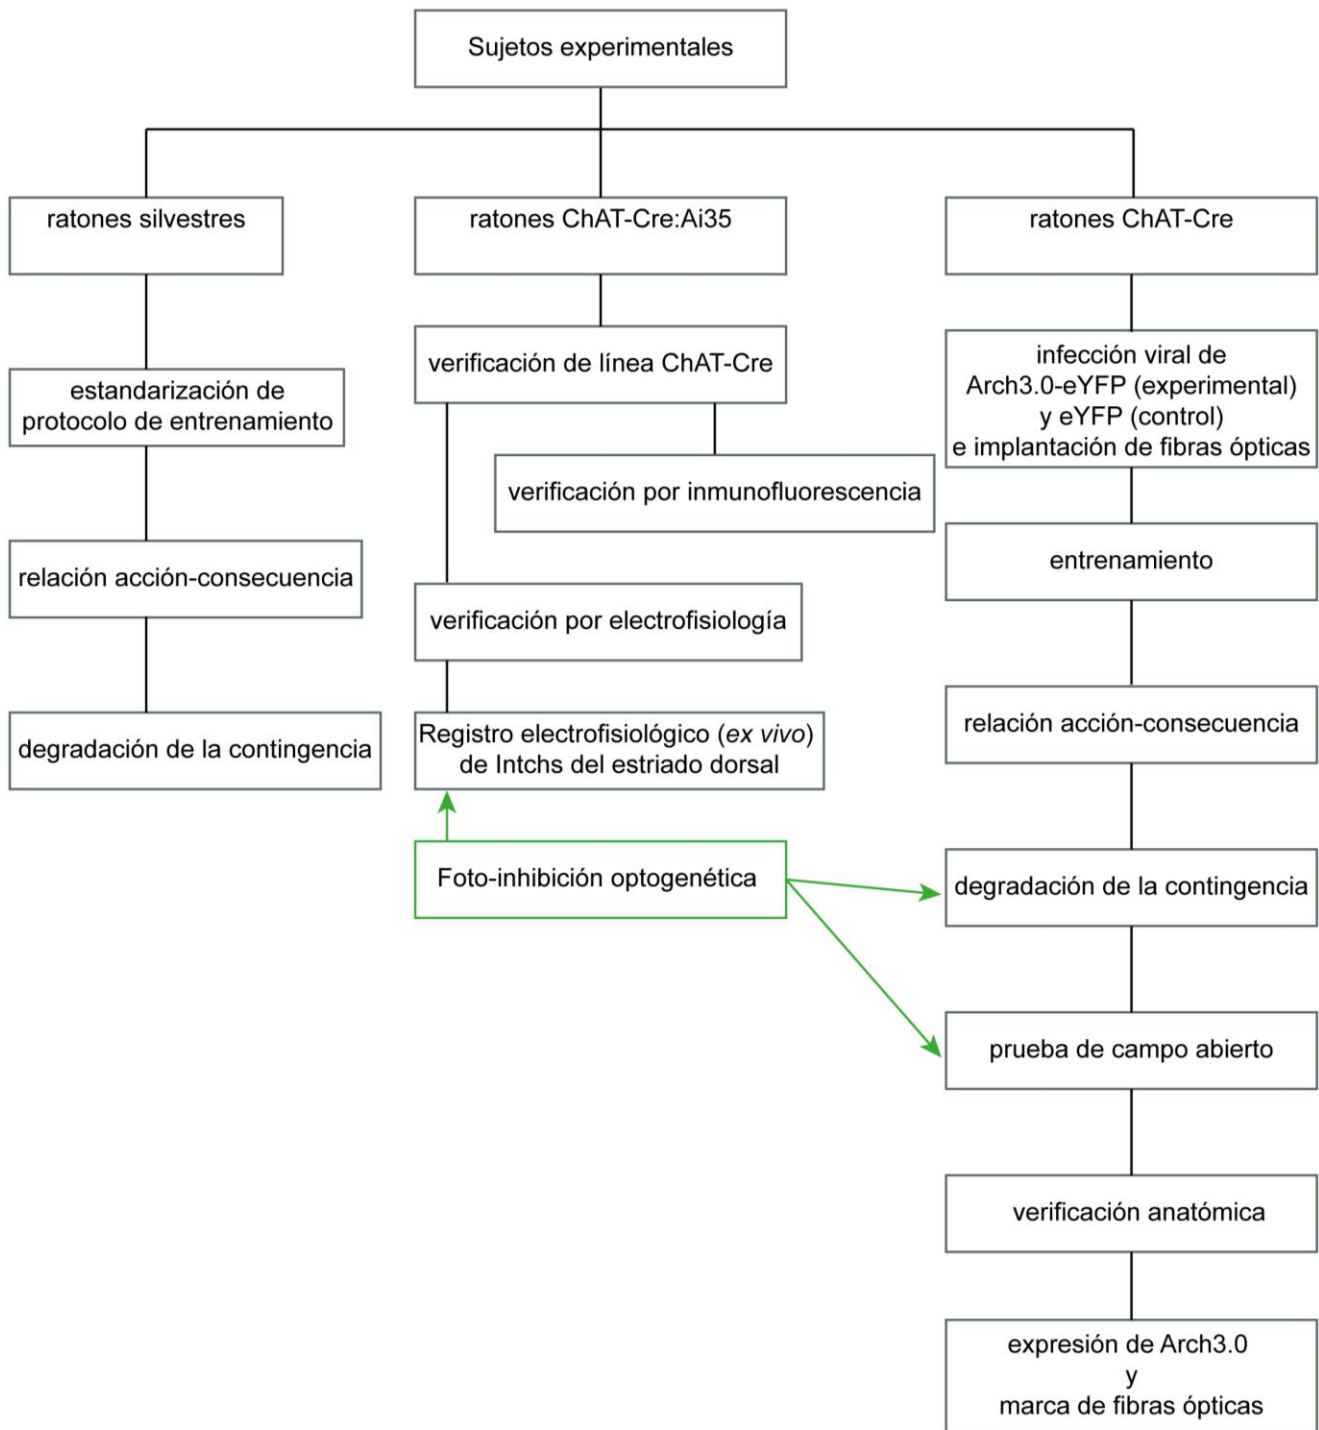 Sujetos experimentales
ratones silvestres
estandarización de
protocolo de entrenamiento
relación acción-consecuencia
degradación de la contingencia
ratones ChAT-Cre:Ai35
verificación de línea ChAT-Cre
verificación por inmunofluorescencia
verificación por electrofisiología
Registro electrofisiológico (ex vivo)
de Intchs del estriado dorsal
Foto-inhibición optogenética
ratones ChAT-Cre
infección viral de
Arch3.0-eYFP (experimental)
y eYFP (control)
e implantación de fibras ópticas
entrenamiento
relación acción-consecuencia
degradación de la contingencia
prueba de campo abierto
verificación anatómica
expresión de Arch3.0
y
marca de fibras ópticas